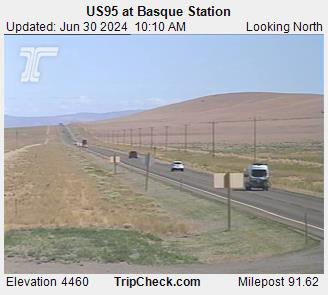 US95 at Basque Station
Updated: Jun 30 2024 10:10 AM Looking North
Elevation 4460 TripCheck.com Milepost 91.62